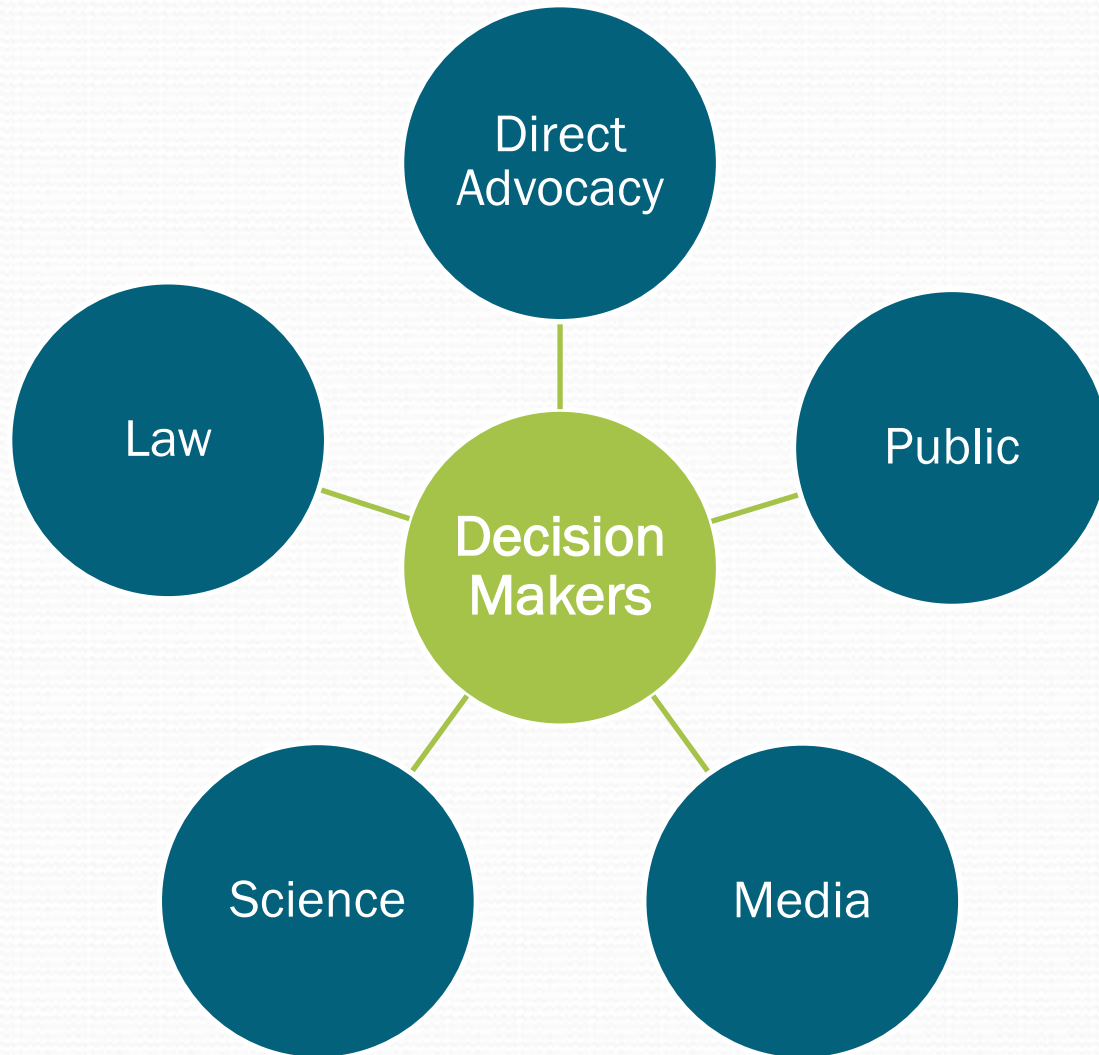 Direct
Advocacy
Law
Public
Decision
Makers
Science
Media